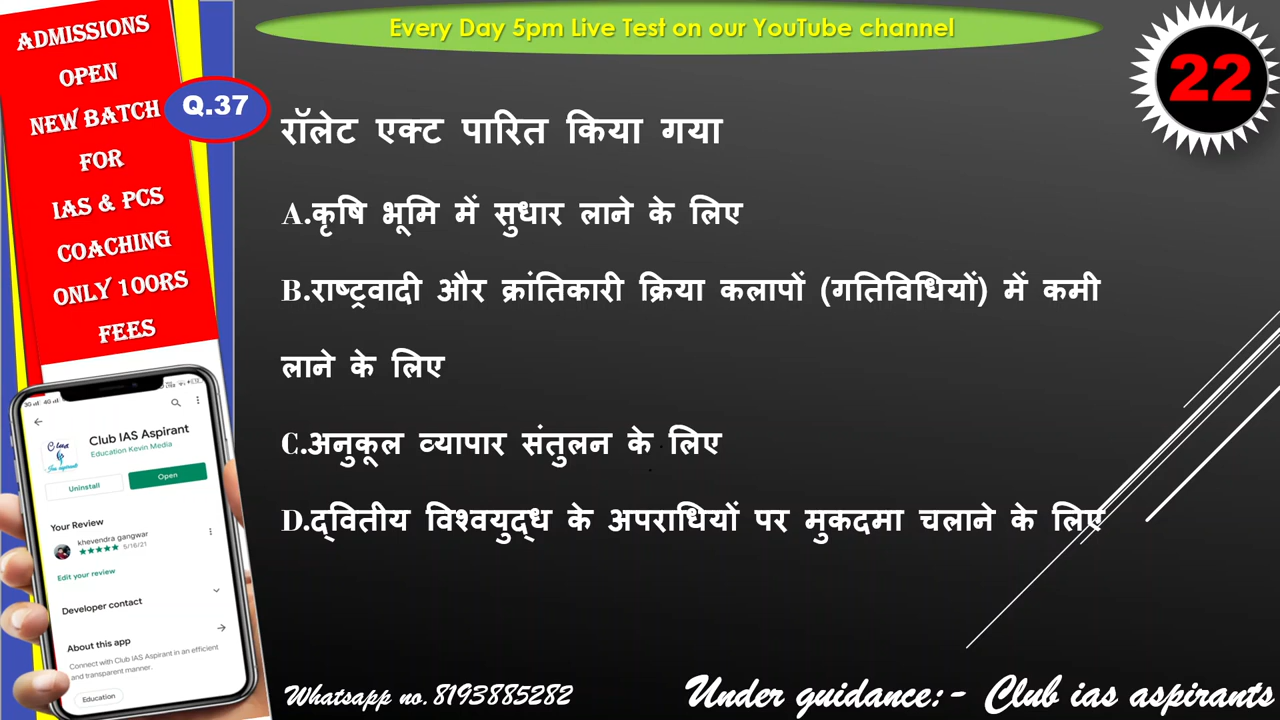 Every Day 5pm Live Test on our YouTube channel
22
ADMISSIONS
OPEN
NEW BATCH
FOR
IAS & PCS
COACHING
ONLY 100RS
FEES
Q.37
रॉलेट एक्ट पारित किया गया
A.कृषि भूमि में सुधार लाने के लिए
B.राष्ट्रवादी और क्रांतिकारी क्रिया कलापों (गतिविधियों) में कमी
लाने के लिए
C.अनुकूल व्यापार संतुलन के लिए
D.द्वितीय विश्वयुद्ध के अपराधियों पर मुकदमा चलाने के लिए
Club IAS Aspirant
Education Kevin Media
Uninstall
Open
Your Review
khevendra gangwar
5/16/21
Edit your review
Developer contact
About this app
Connect with Club IAS Aspirant in an efficient
and transparent manner.
Education
Whatsapp no. 8193885282
Under guidance:- Club ias aspirants